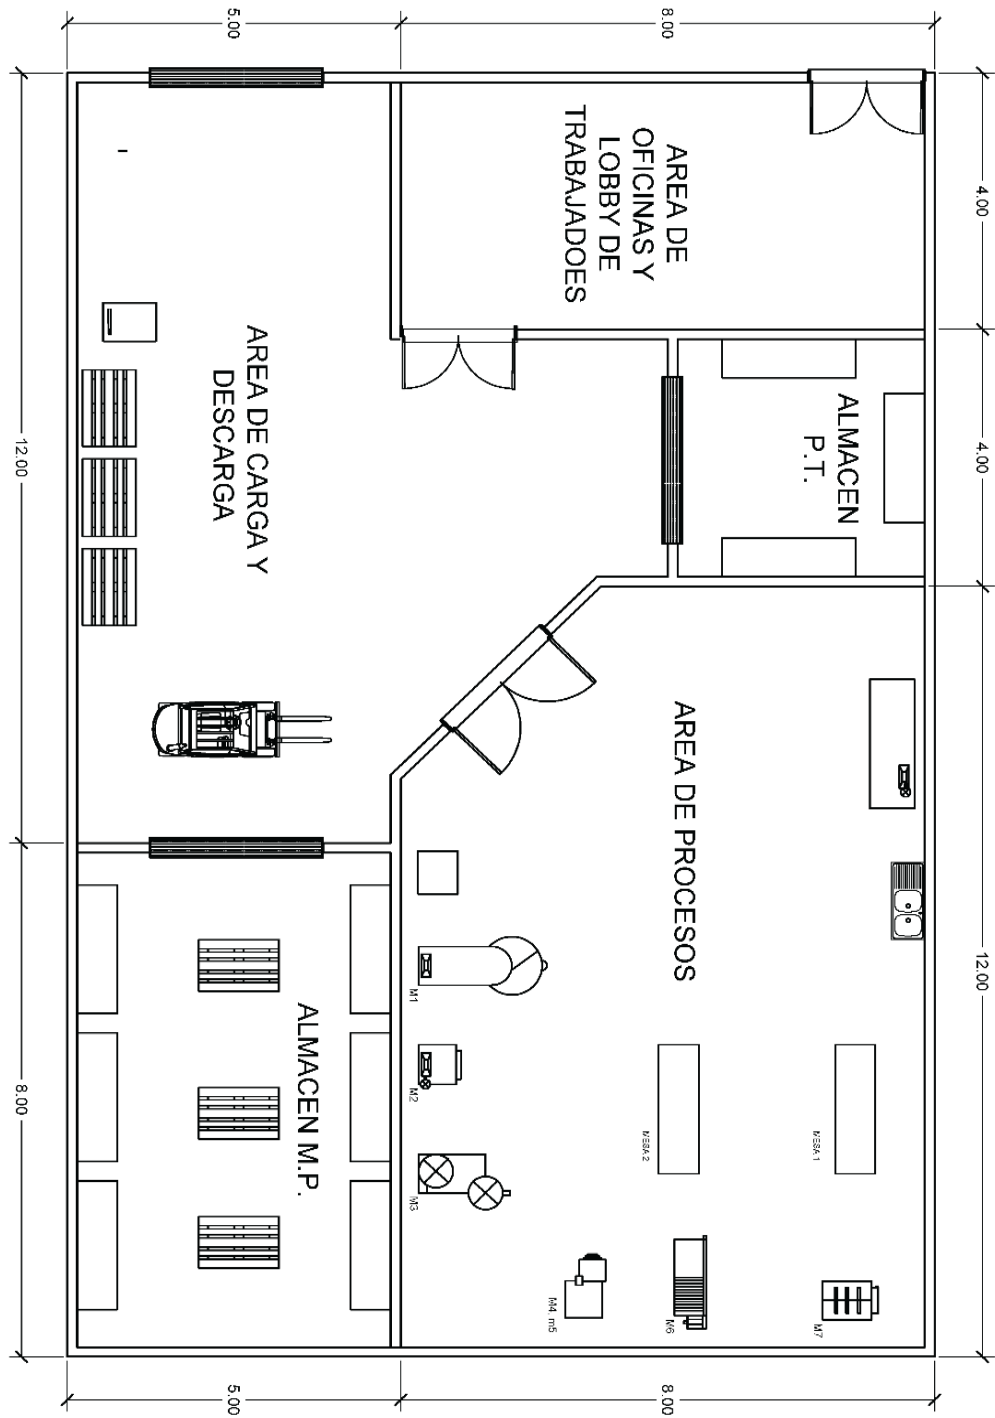 4.00
4.00
12.00
8.00
8.00
AREA DE
OFICINAS Y
LOBBY DE
TRABAJADOES
ALMACEN
P.T.
AREA DE PROCESOS
MESA 1
MESA 2
M7
M6
M4, m5
M1
M2
M3
5.00
5.00
AREA DE CARGA Y
DESCARGA
ALMACEN M.P.
12.00
8.00